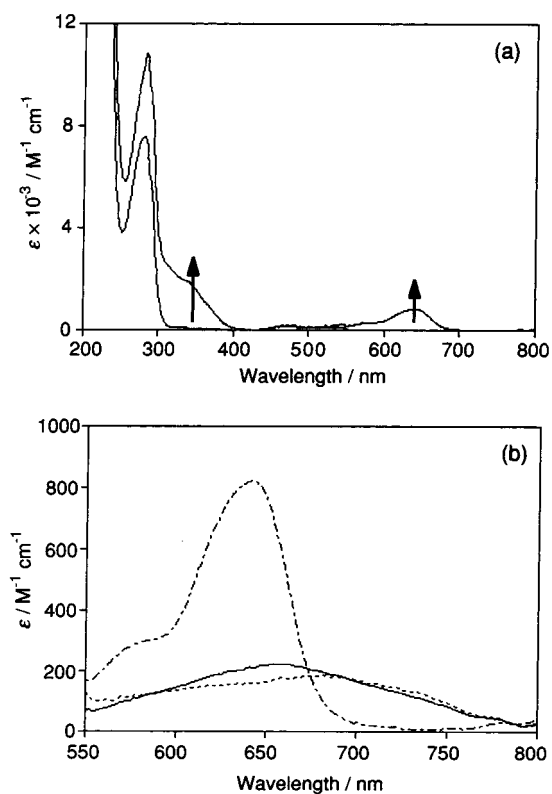 (a)
ε × 10⁻³ / M⁻¹ cm⁻¹
12
8
4
0
200 300 400 500 600 700 800
Wavelength / nm
(b)
ε / M⁻¹ cm⁻¹
1000
800
600
400
200
0
550 600 650 700 750 800
Wavelength / nm